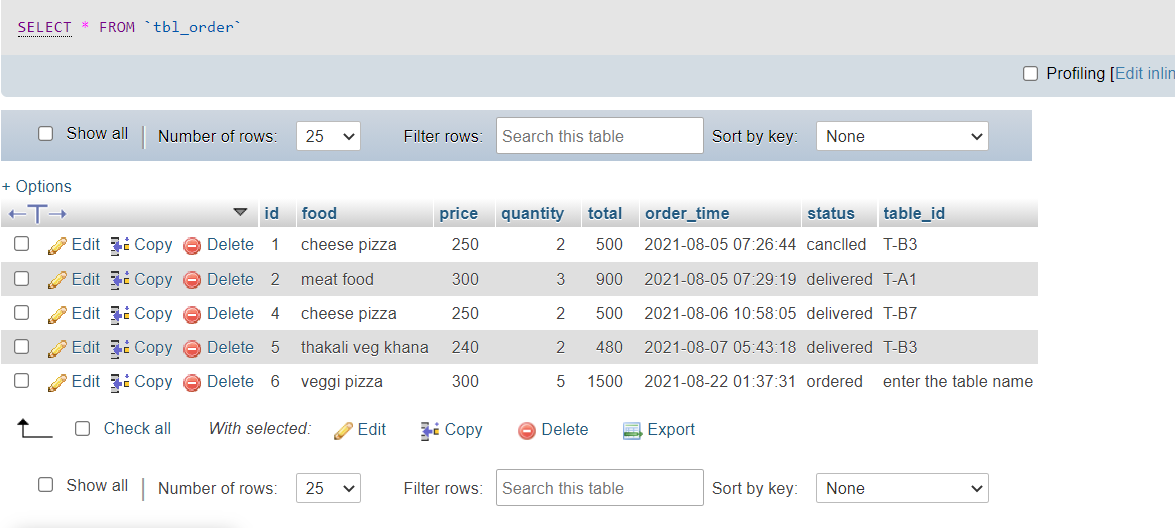 SELECT * FROM `tbl_order`
Profiling [Edit inlin
Show all Number of rows: 25 Filter rows: Search this table Sort by key: None
+ Options
←T→ id food price quantity total order_time status table_id
Edit Copy Delete 1 cheese pizza 250 2 500 2021-08-05 07:26:44 canclled T-B3
Edit Copy Delete 2 meat food 300 3 900 2021-08-05 07:29:19 delivered T-A1
Edit Copy Delete 4 cheese pizza 250 2 500 2021-08-06 10:58:05 delivered T-B7
Edit Copy Delete 5 thakali veg khana 240 2 480 2021-08-07 05:43:18 delivered T-B3
Edit Copy Delete 6 veggi pizza 300 5 1500 2021-08-22 01:37:31 ordered enter the table name
Check all With selected: Edit Copy Delete Export
Show all Number of rows: 25 Filter rows: Search this table Sort by key: None